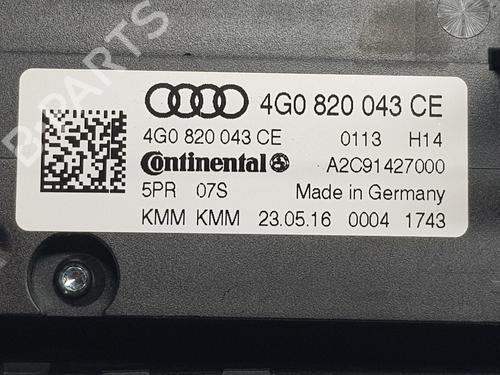 B-PARTS
4G0 820 043 CE
4G0 820 043 CE 0113 H14
Continental A2C91427000
5PR 07S Made in Germany
KMM KMM 23.05.16 0004 1743